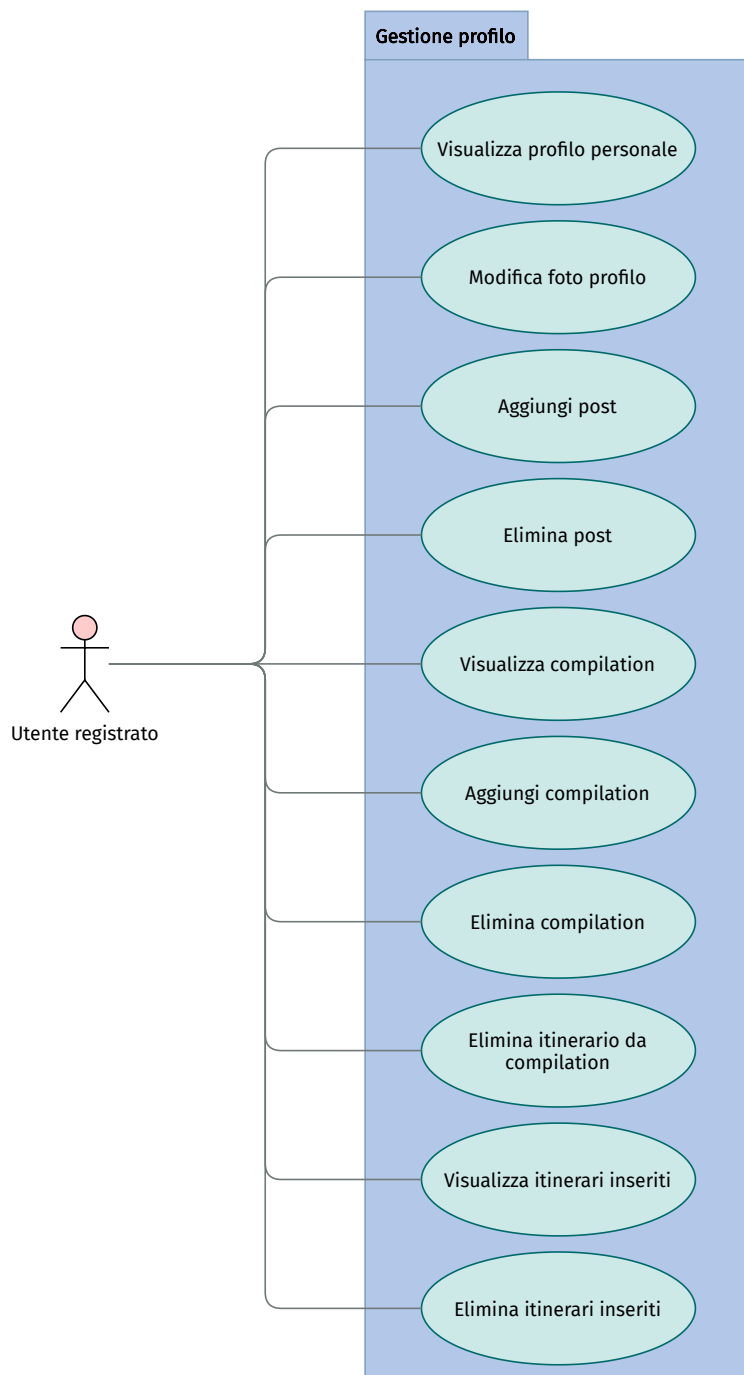 Gestione profilo
Visualizza profilo personale
Modifica foto profilo
Aggiungi post
Elimina post
Visualizza compilation
Utente registrato
Aggiungi compilation
Elimina compilation
Elimina itinerario da
compilation
Visualizza itinerari inseriti
Elimina itinerari inseriti